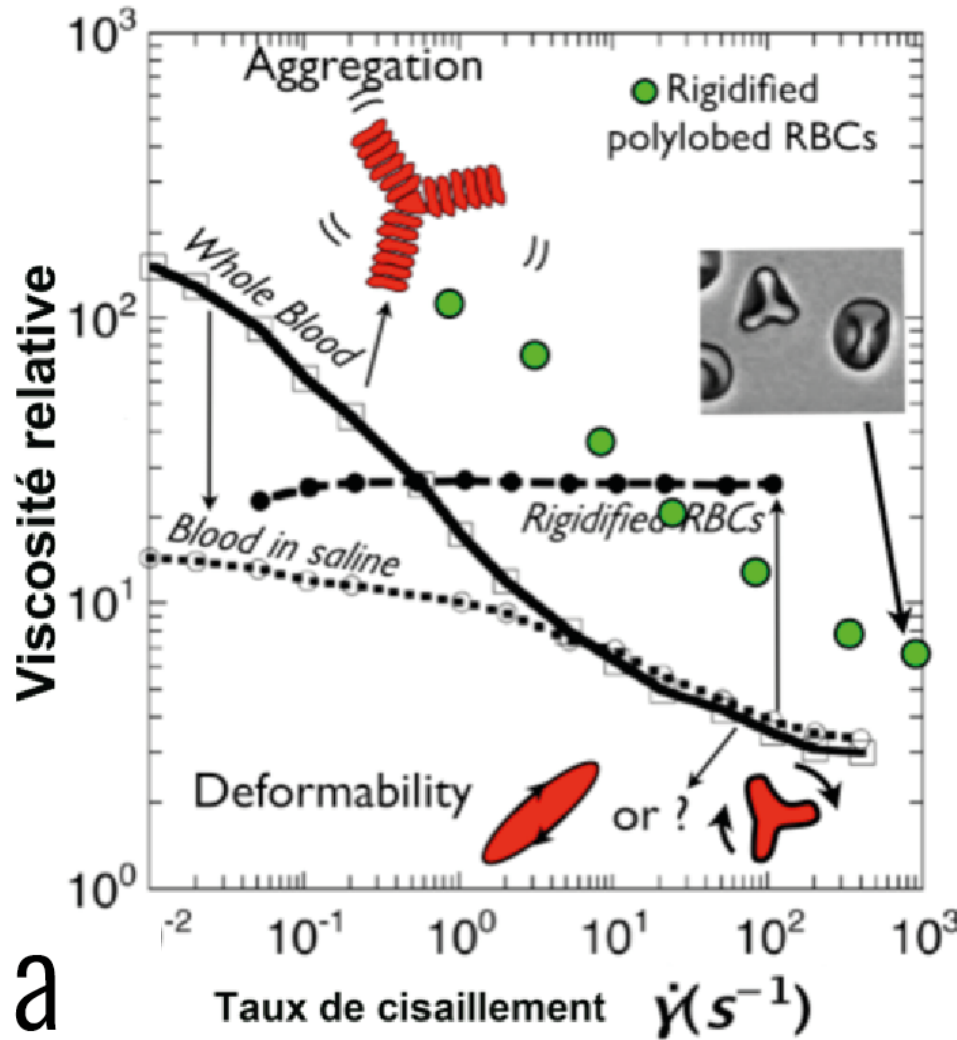 10³
Aggregation
Rigidified
polylobed RBCs
Whole Blood
10²
Viscosité relative
Rigidified RBCs
Blood in saline
10¹
Deformability
or ?
10⁰
-2
10⁻¹
10⁰
10¹
10²
10³
a
Taux de cisaillement γ̇(s⁻¹)